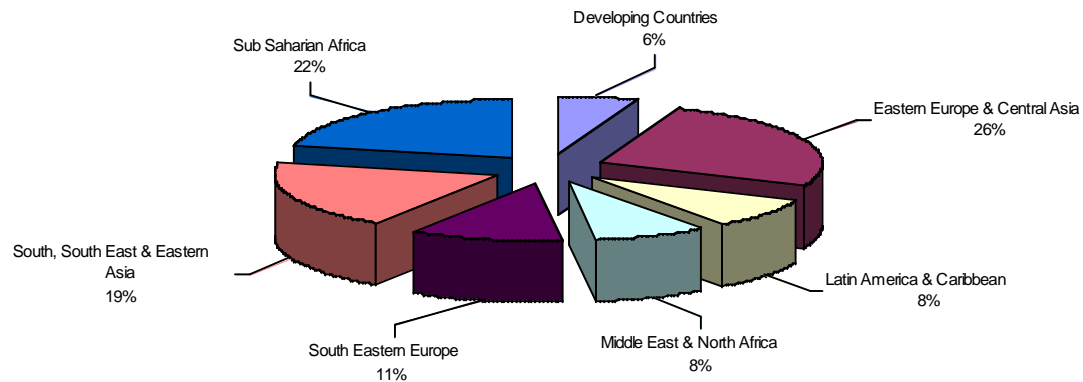 Developing Countries
6%
Sub Saharian Africa
22%
Eastern Europe & Central Asia
26%
South, South East & Eastern
Asia
19%
Latin America & Caribbean
8%
South Eastern Europe
11%
Middle East & North Africa
8%